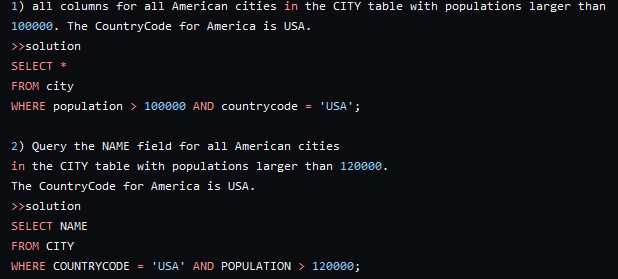 1) all columns for all American cities in the CITY table with populations larger than
100000. The CountryCode for America is USA.
>>solution
SELECT *
FROM city
WHERE population > 100000 AND countrycode = 'USA';
2) Query the NAME field for all American cities
in the CITY table with populations larger than 120000.
The CountryCode for America is USA.
>>solution
SELECT NAME
FROM CITY
WHERE COUNTRYCODE = 'USA' AND POPULATION > 120000;